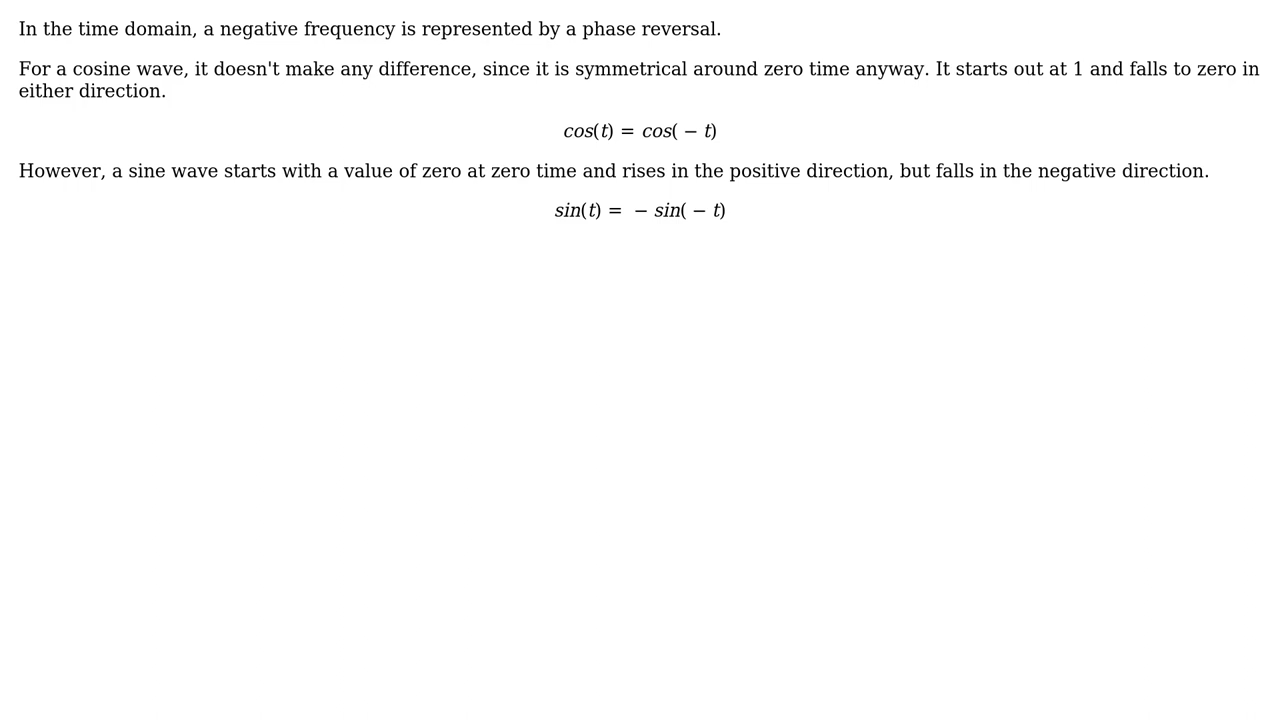 In the time domain, a negative frequency is represented by a phase reversal.
For a cosine wave, it doesn't make any difference, since it is symmetrical around zero time anyway. It starts out at 1 and falls to zero in
either direction.
cos(t) = cos( − t)
However, a sine wave starts with a value of zero at zero time and rises in the positive direction, but falls in the negative direction.
sin(t) =  − sin( − t)